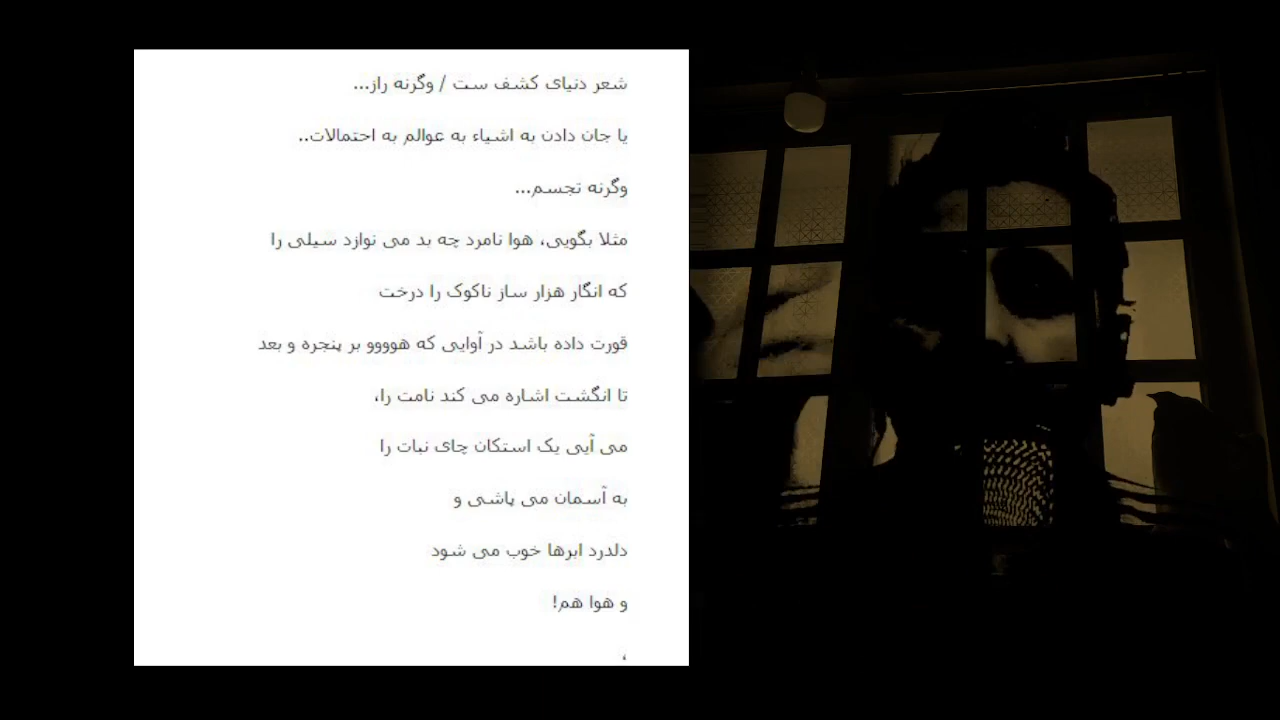 شعر دنیای کشف ست / وگرنه راز...
یا جان دادن به اشیاء به عوالم به احتمالات..
وگرنه تجسم...
مثلا بگویی، هوا نامرد چه بد می نوازد سیلی را
که انگار هزار ساز ناکوک را درخت
قورت داده باشد در آوایی که هوووو بر پنجره و بعد
تا انگشت اشاره می کند نامت را،
می آیی یک استکان چای نبات را
به آسمان می پاشی و
دلدرد ابرها خوب می شود
و هوا هم!
،